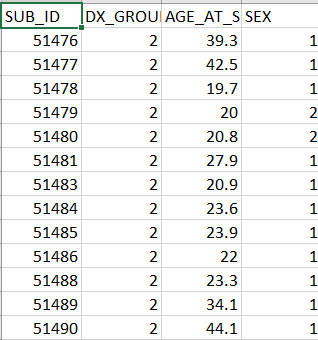 SUB_ID DX_GROU AGE_AT_S SEX
51476 2 39.3 1
51477 2 42.5 1
51478 2 19.7 1
51479 2 20 2
51480 2 20.8 2
51481 2 27.9 1
51483 2 20.9 1
51484 2 23.6 1
51485 2 23.9 1
51486 2 22 1
51488 2 23.3 1
51489 2 34.1 1
51490 2 44.1 1